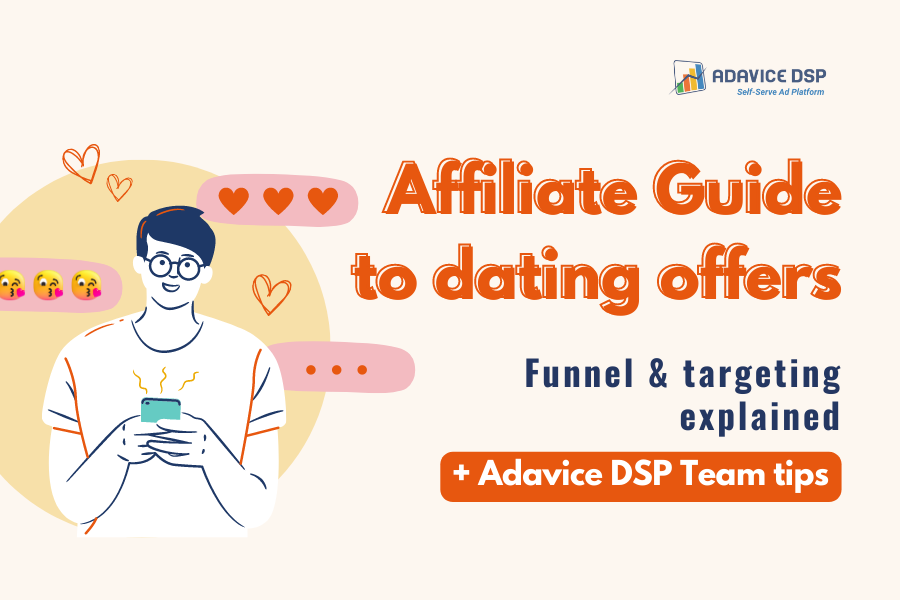 ADAVICE DSP
Self-Serve Ad Platform
Affiliate Guide
to dating offers
Funnel & targeting
explained
+ Adavice DSP Team tips